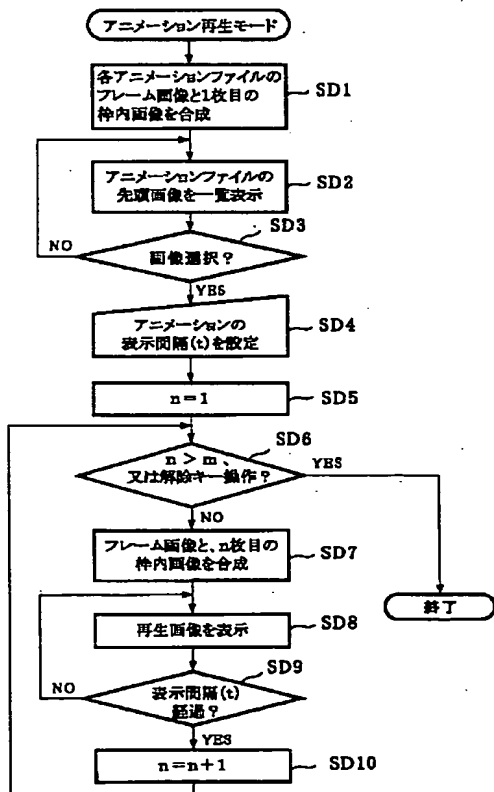 アニメーション再生モード
各アニメーションファイルの
フレーム画像と1枚目の
枠内画像を合成
SD1
アニメーションファイルの
先頭画像を一覧表示
SD2
SD3
NO
画像選択？
YES
アニメーションの
表示間隔(t)を設定
SD4
n=1
SD5
SD6
n＞m、
又は解除キー操作？
YES
NO
フレーム画像と、n枚目の
枠内画像を合成
SD7
終了
再生画像を表示
SD8
SD9
NO
表示間隔(t)
経過？
YES
n=n+1
SD10